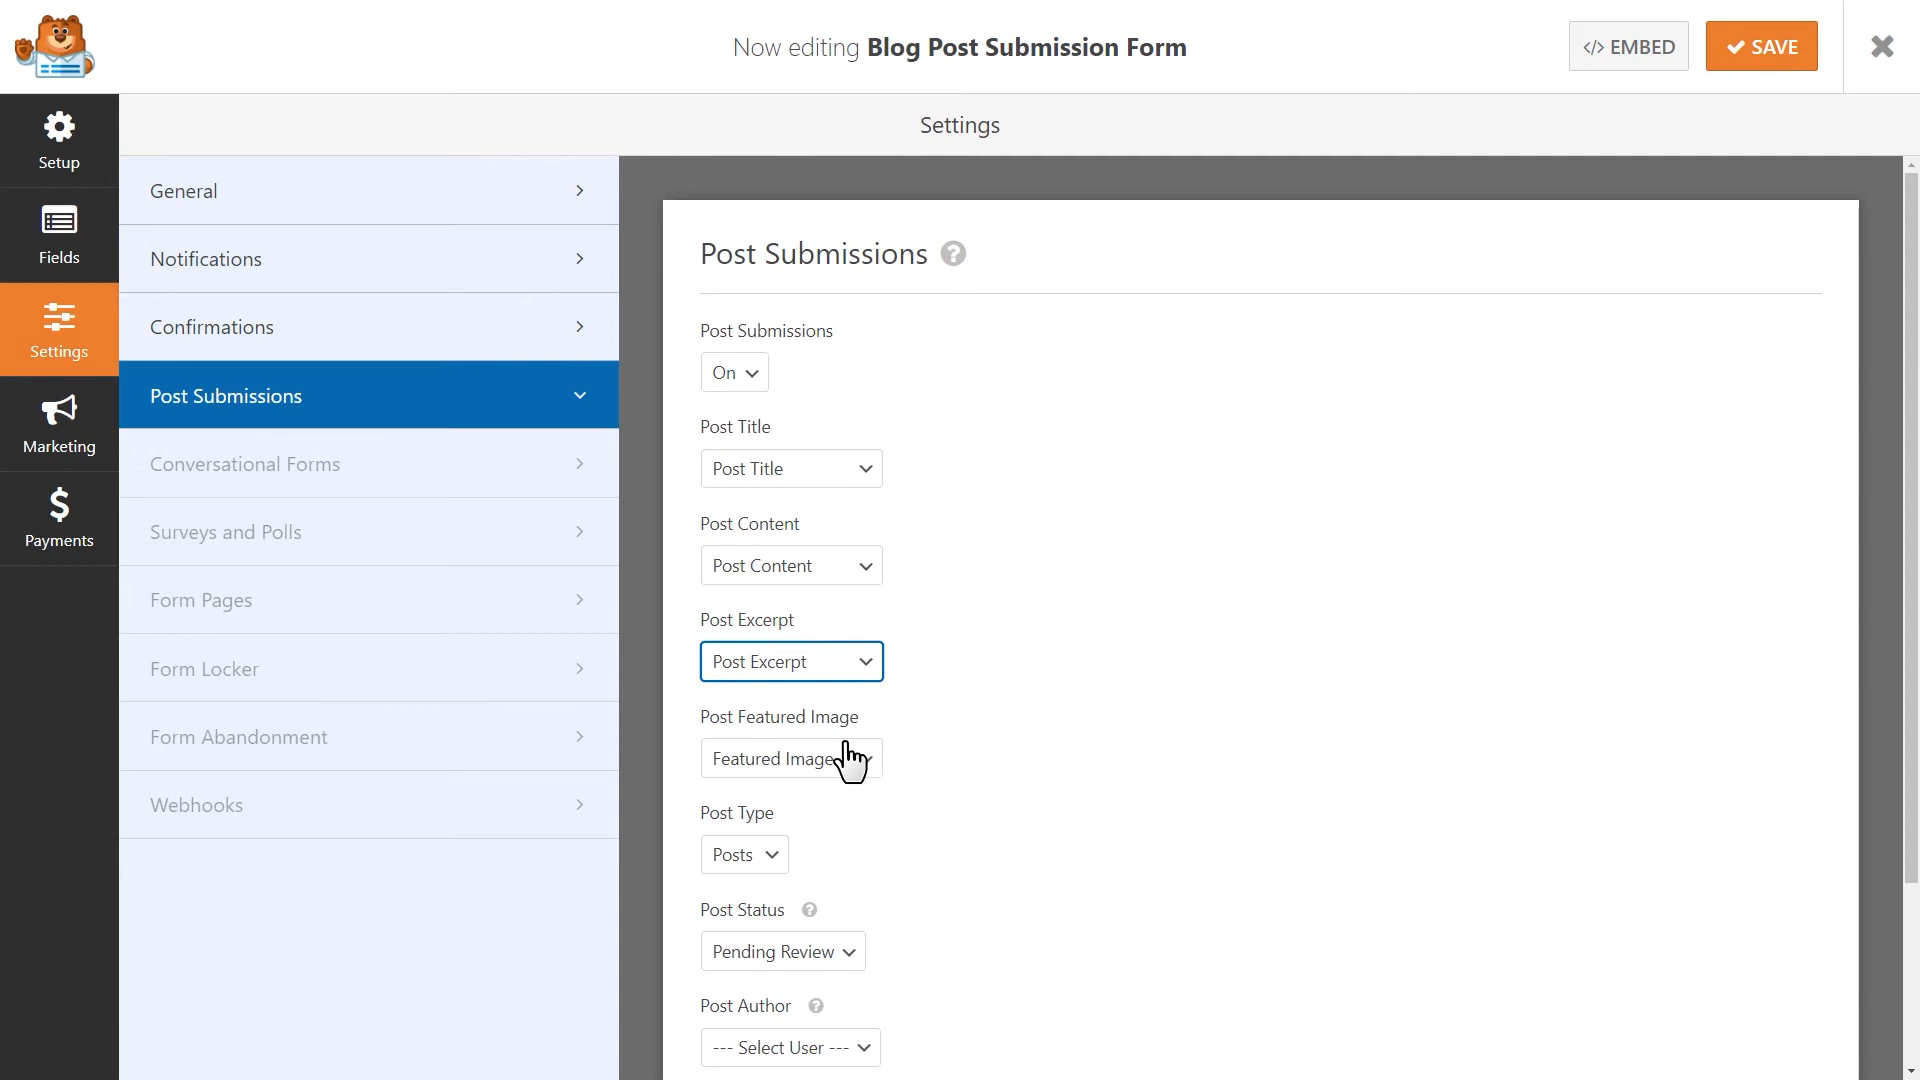 Now editing Blog Post Submission Form
</> EMBED
SAVE
Setup
Fields
Settings
Marketing
Payments
Settings
General
Notifications
Confirmations
Post Submissions
Conversational Forms
Surveys and Polls
Form Pages
Form Locker
Form Abandonment
Webhooks
Post Submissions ?
Post Submissions
On
Post Title
Post Title
Post Content
Post Content
Post Excerpt
Post Excerpt
Post Featured Image
Featured Image
Post Type
Posts
Post Status ?
Pending Review
Post Author ?
--- Select User ---